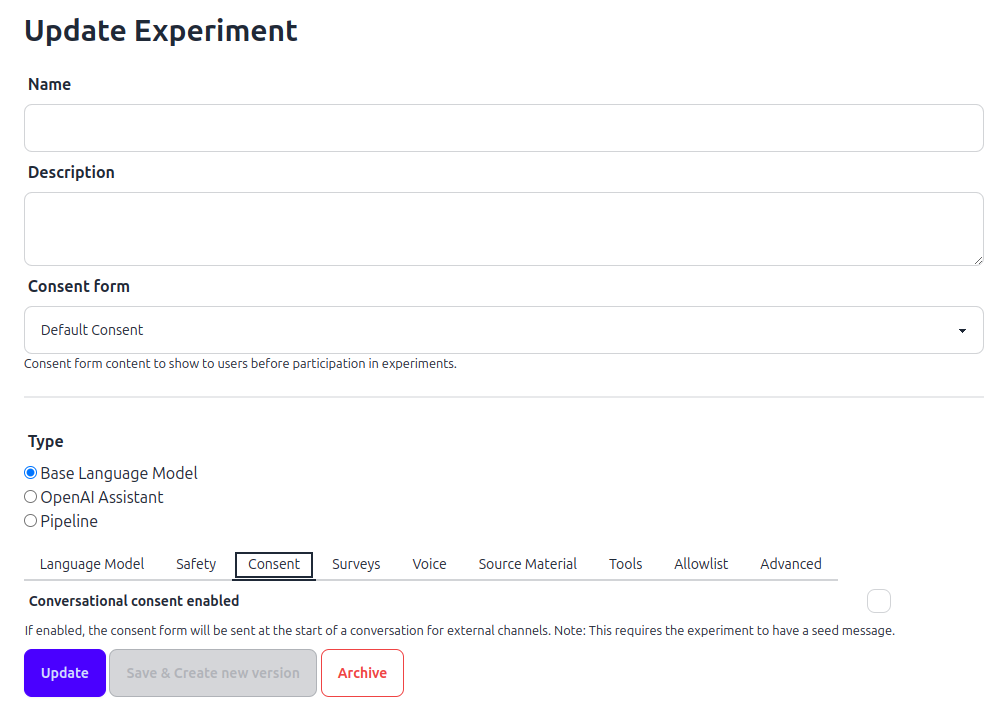 Update Experiment
Name
Description
Consent form
Default Consent
Consent form content to show to users before participation in experiments.
Type
Base Language Model
OpenAI Assistant
Pipeline
Language Model Safety Consent Surveys Voice Source Material Tools Allowlist Advanced
Conversational consent enabled
If enabled, the consent form will be sent at the start of a conversation for external channels. Note: This requires the experiment to have a seed message.
Update Save & Create new version Archive